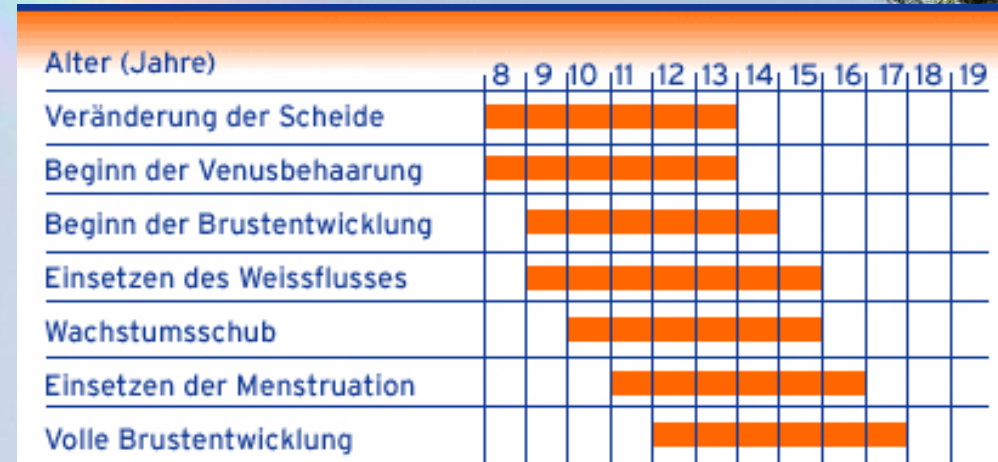 Alter (Jahre) 8 9 10 11 12 13 14 15 16 17 18 19
Veränderung der Scheide
Beginn der Venusbehaarung
Beginn der Brustentwicklung
Einsetzen des Weissflusses
Wachstumsschub
Einsetzen der Menstruation
Volle Brustentwicklung